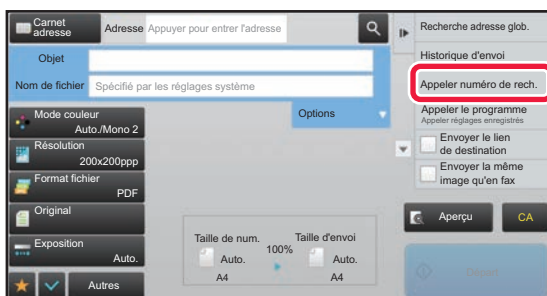 Carnet
adresse
Adresse
Appuyer pour entrer l'adresse
Objet
Nom de fichier
Spécifié par les réglages système
Mode couleur
Auto./Mono 2
Résolution
200x200ppp
Format fichier
PDF
Original
Exposition
Auto.
Autres
Options
Taille de num.
Auto.
A4
100%
Taille d'envoi
Auto.
A4
Recherche adresse glob.
Historique d'envoi
Appeler numéro de rech.
Appeler le programme
Appeler réglages enregistrés
Envoyer le lien
de destination
Envoyer la même
image qu'en fax
Aperçu
CA
Départ